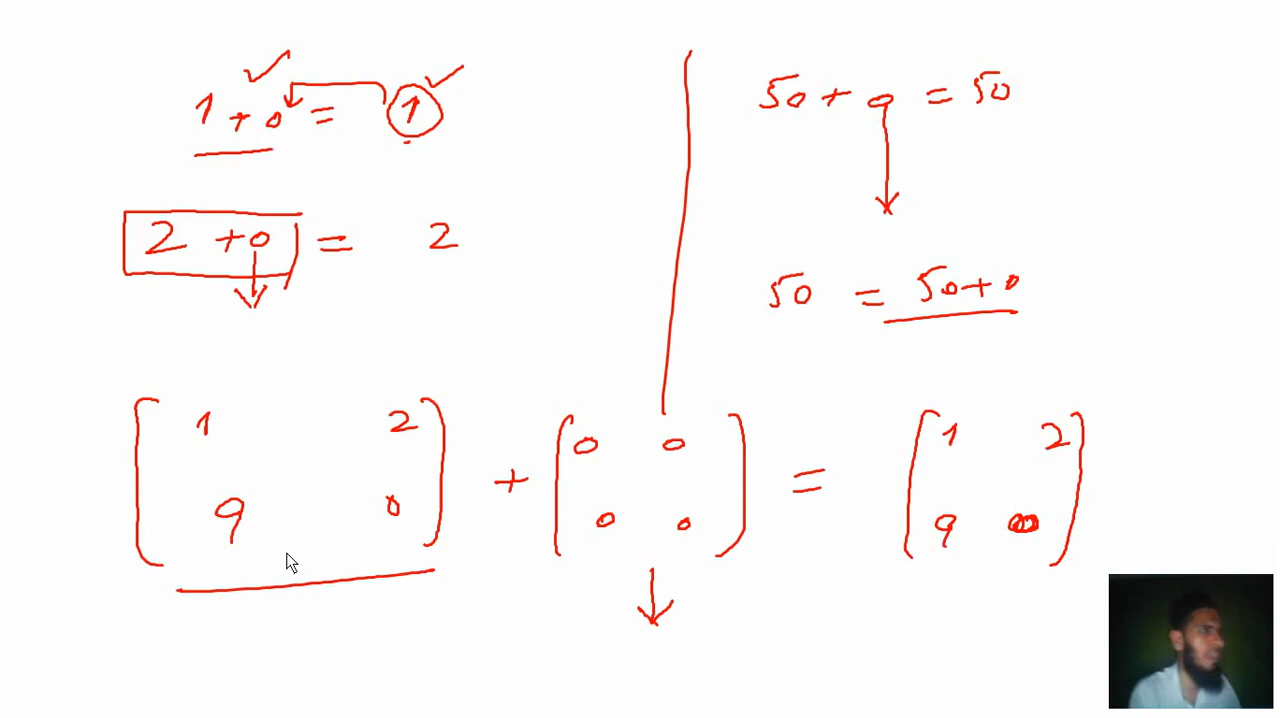 1 + 0 = 1
2 + 0 = 2
50 + 0 = 50
50 = 50 + 0
[1 2
9 0] + [0 0
0 0] = [1 2
9 0]